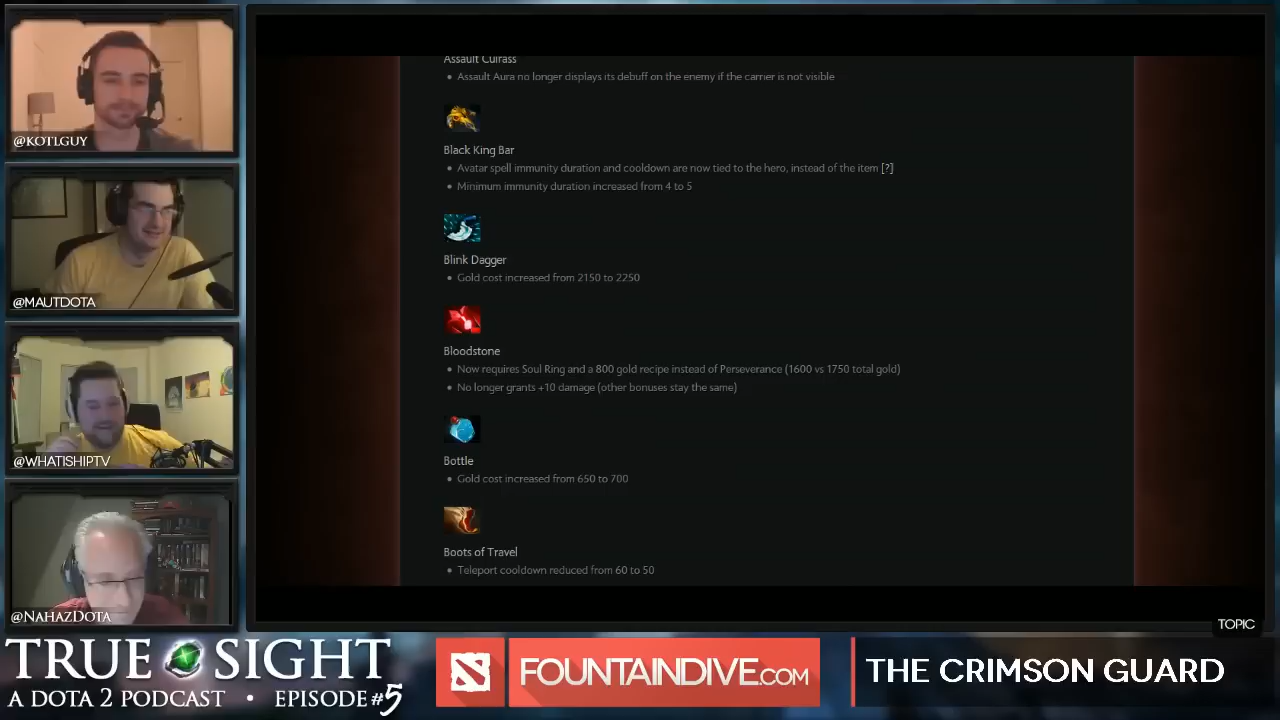 @KOTLGUY
@MAUTDOTA
@WHATISHIPTV
@NAHAZDOTA
Assault Cuirass
• Assault Aura no longer displays its debuff on the enemy if the carrier is not visible
Black King Bar
• Avatar spell immunity duration and cooldown are now tied to the hero, instead of the item [?]
• Minimum immunity duration increased from 4 to 5
Blink Dagger
• Gold cost increased from 2150 to 2250
Bloodstone
• Now requires Soul Ring and a 800 gold recipe instead of Perseverance (1600 vs 1750 total gold)
• No longer grants +10 damage (other bonuses stay the same)
Bottle
• Gold cost increased from 650 to 700
Boots of Travel
• Teleport cooldown reduced from 60 to 50
TOPIC
TRUE SIGHT
A DOTA 2 PODCAST • EPISODE #5
FOUNTAINDIVE.COM
THE CRIMSON GUARD